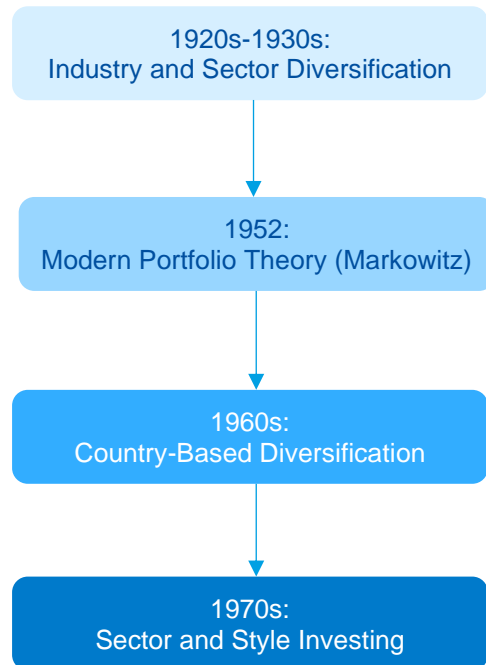 1920s-1930s:
Industry and Sector Diversification
1952:
Modern Portfolio Theory (Markowitz)
1960s:
Country-Based Diversification
1970s:
Sector and Style Investing